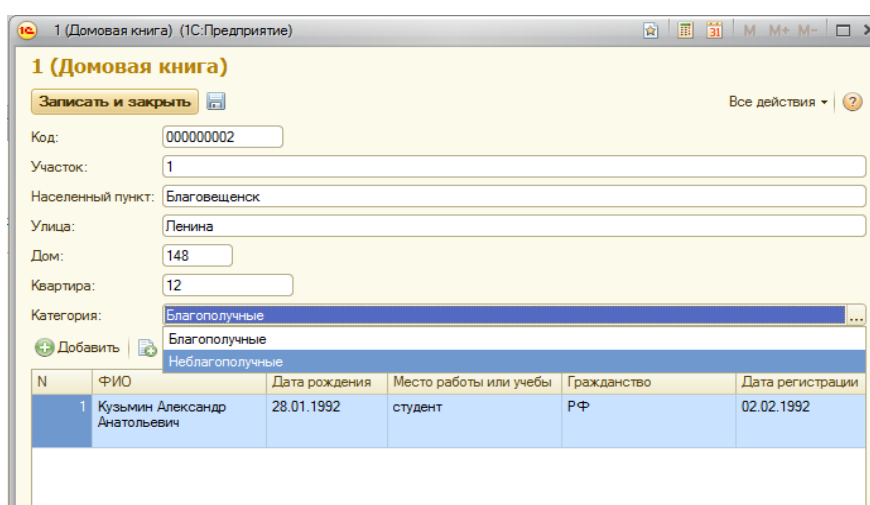 1С 1 (Домовая книга) (1С:Предприятие) 31 M M+ M-
1 (Домовая книга)
Записать и закрыть Все действия ?
Код: 000000002
Участок: 1
Населенный пункт: Благовещенск
Улица: Ленина
Дом: 148
Квартира: 12
Категория: Благополучные ...
Благополучные
Добавить
Неблагополучные
N ФИО Дата рождения Место работы или учебы Гражданство Дата регистрации
1 Кузьмин Александр 28.01.1992 студент РФ 02.02.1992
Анатольевич